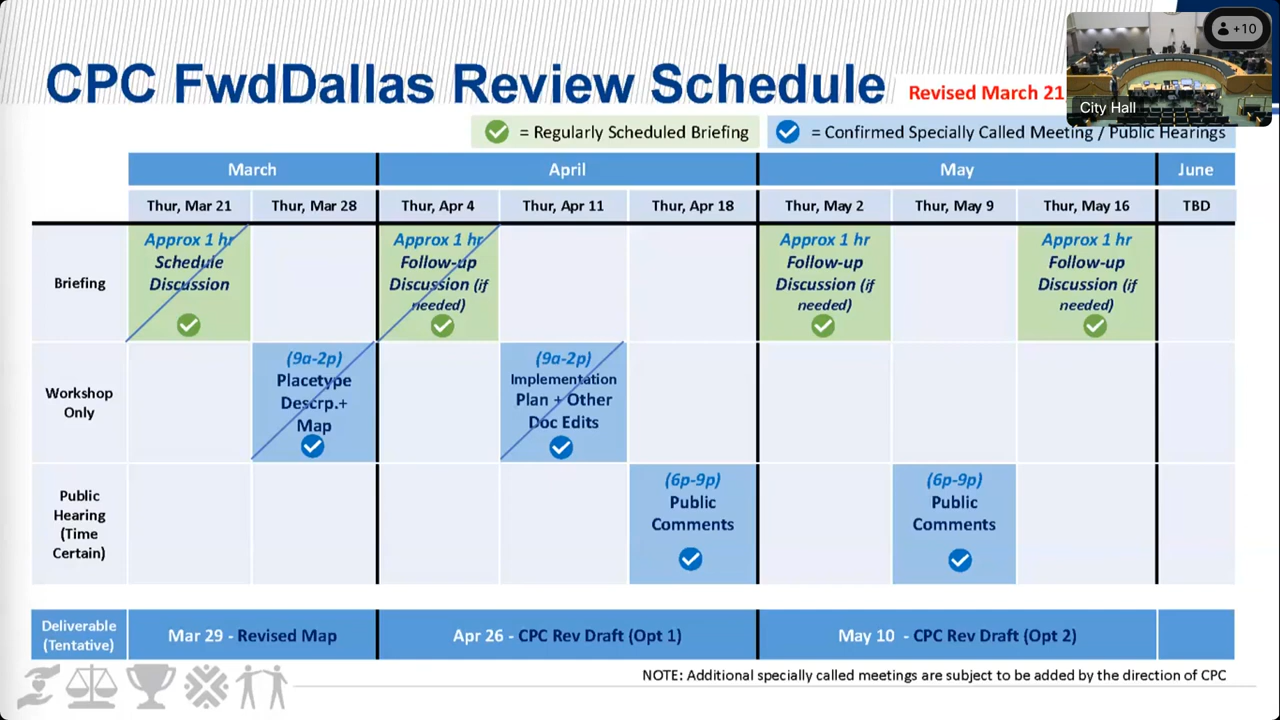 CPC FwdDallas Review Schedule
Revised March 21
+10
City Hall
= Regularly Scheduled Briefing
= Confirmed Specially Called Meeting / Public Hearings
March
April
May
June
Thur, Mar 21
Thur, Mar 28
Thur, Apr 4
Thur, Apr 11
Thur, Apr 18
Thur, May 2
Thur, May 9
Thur, May 16
TBD
Briefing
Approx 1 hr
Schedule
Discussion
Approx 1 hr
Follow-up
Discussion (if
needed)
Approx 1 hr
Follow-up
Discussion (if
needed)
Approx 1 hr
Follow-up
Discussion (if
needed)
Workshop
Only
(9a-2p)
Placetype
Descrp.+
Map
(9a-2p)
Implementation
Plan + Other
Doc Edits
Public
Hearing
(Time
Certain)
(6p-9p)
Public
Comments
(6p-9p)
Public
Comments
Deliverable
(Tentative)
Mar 29 - Revised Map
Apr 26 - CPC Rev Draft (Opt 1)
May 10 - CPC Rev Draft (Opt 2)
NOTE: Additional specially called meetings are subject to be added by the direction of CPC